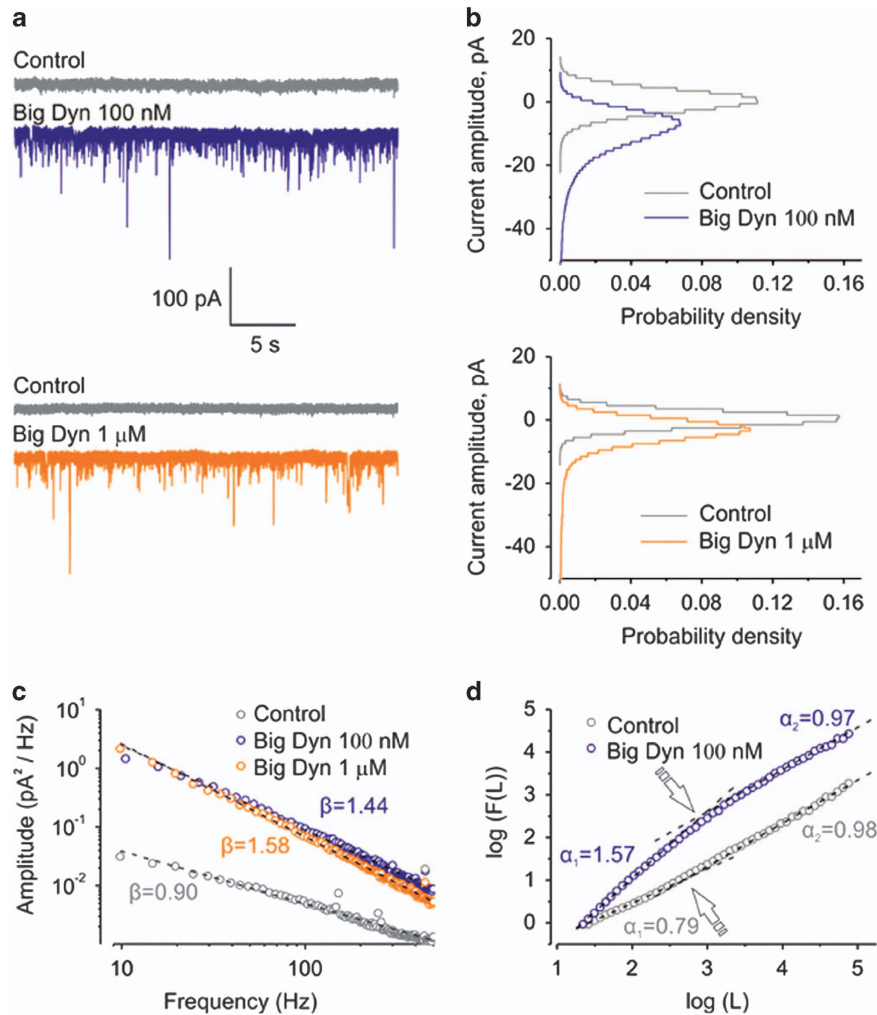 a
Control
Big Dyn 100 nM
100 pA
5 s
Control
Big Dyn 1 μM
b
20
0
-20
-40
Current amplitude, pA
Control
Big Dyn 100 nM
0.00 0.04 0.08 0.12 0.16
Probability density
20
0
-20
-40
Current amplitude, pA
Control
Big Dyn 1 μM
0.00 0.04 0.08 0.12 0.16
Probability density
c
10¹
10⁰
10⁻¹
10⁻²
Amplitude (pA² / Hz)
Control
Big Dyn 100 nM
Big Dyn 1 μM
β=1.44
β=1.58
β=0.90
10 100
Frequency (Hz)
d
5
4
3
2
1
0
log (F(L))
Control
Big Dyn 100 nM
α₂=0.97
α₂=0.98
α₁=1.57
α₁=0.79
1 2 3 4 5
log (L)